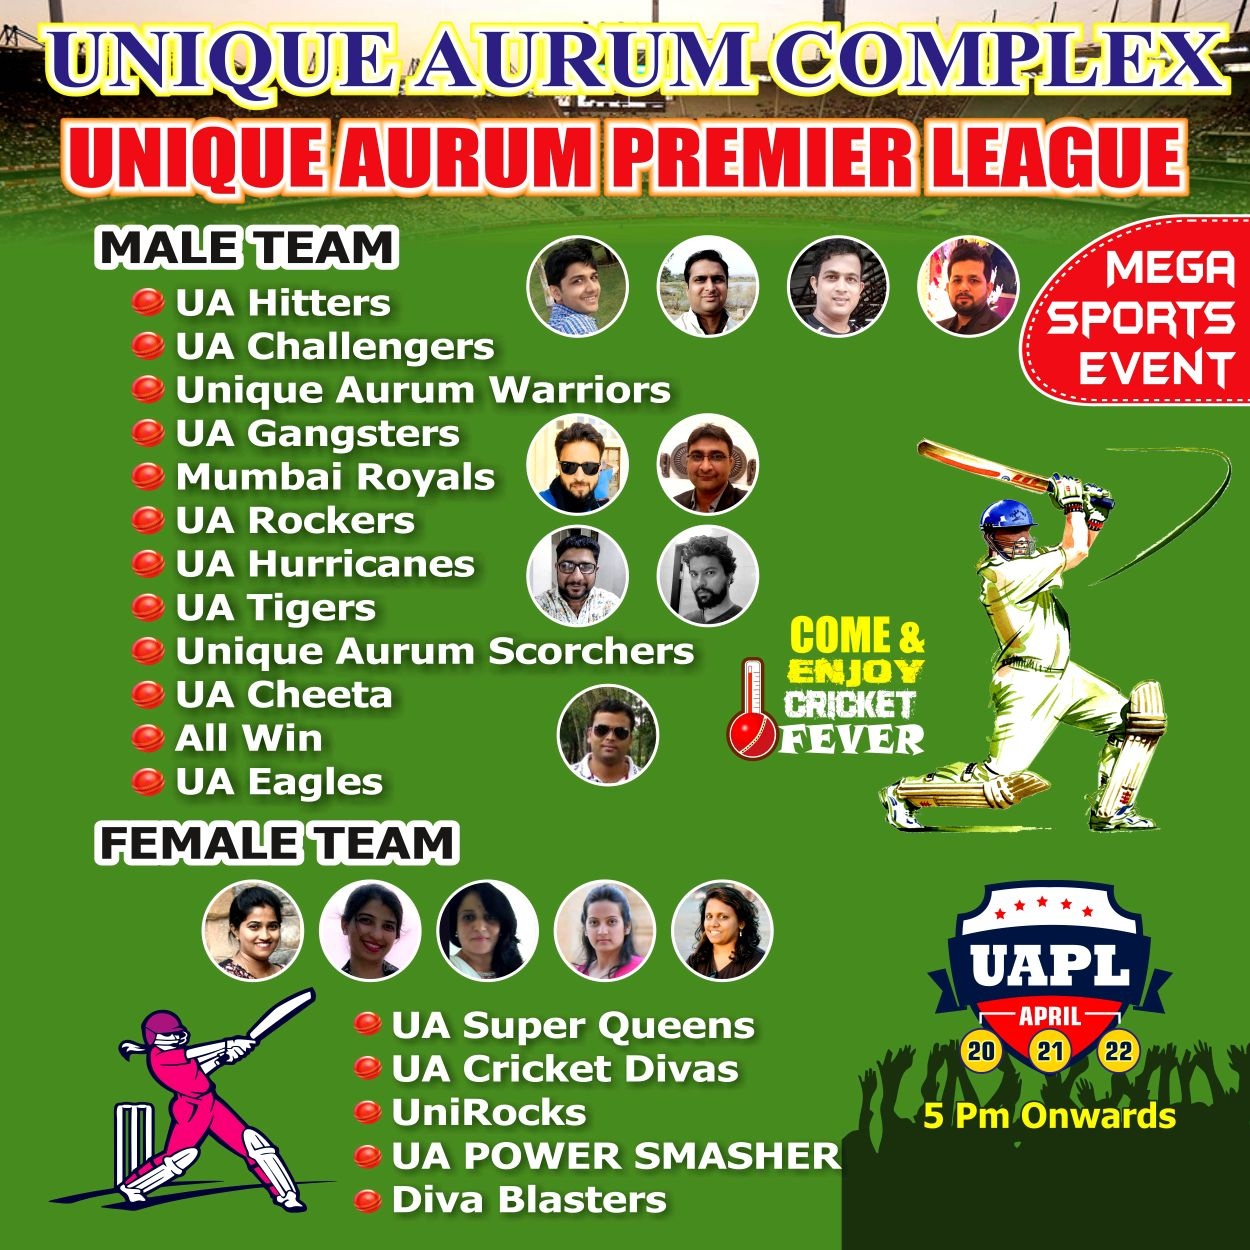 UNIQUE AURUM COMPLEX
UNIQUE AURUM PREMIER LEAGUE
MALE TEAM
UA Hitters
UA Challengers
Unique Aurum Warriors
UA Gangsters
Mumbai Royals
UA Rockers
UA Hurricanes
UA Tigers
Unique Aurum Scorchers
UA Cheeta
All Win
UA Eagles
MEGA
SPORTS
EVENT
COME &
ENJOY
CRICKET
FEVER
FEMALE TEAM
UA Super Queens
UA Cricket Divas
UniRocks
UA POWER SMASHER
Diva Blasters
UAPL
APRIL
20 21 22
5 Pm Onwards